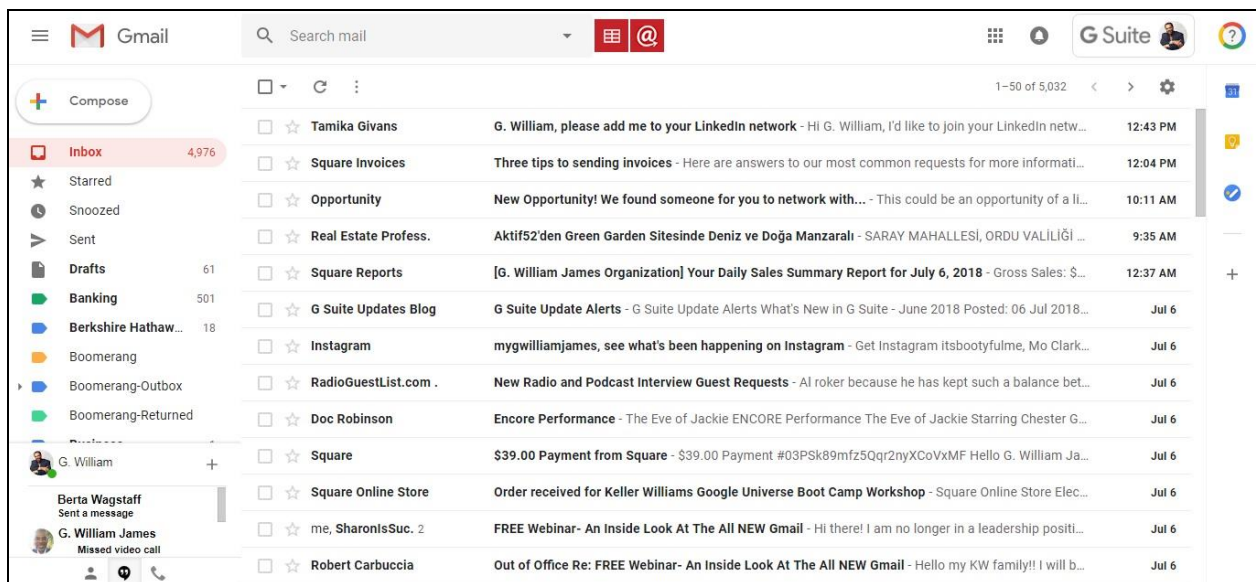 Gmail
Search mail
G Suite
Compose
1–50 of 5,032
Inbox 4,976
Starred
Snoozed
Sent
Drafts 61
Banking 501
Berkshire Hathaw... 18
Boomerang
Boomerang-Outbox
Boomerang-Returned
G. William
Berta Wagstaff
Sent a message
G. William James
Missed video call
Tamika Givans G. William, please add me to your LinkedIn network - Hi G. William, I'd like to join your LinkedIn netw... 12:43 PM
Square Invoices Three tips to sending invoices - Here are answers to our most common requests for more informati... 12:04 PM
Opportunity New Opportunity! We found someone for you to network with... - This could be an opportunity of a li... 10:11 AM
Real Estate Profess. Aktif52'den Green Garden Sitesinde Deniz ve Doğa Manzaralı - SARAY MAHALLESİ, ORDU VALİLİĞİ ... 9:35 AM
Square Reports [G. William James Organization] Your Daily Sales Summary Report for July 6, 2018 - Gross Sales: $... 12:37 AM
G Suite Updates Blog G Suite Update Alerts - G Suite Update Alerts What's New in G Suite - June 2018 Posted: 06 Jul 2018... Jul 6
Instagram mygwilliamjames, see what's been happening on Instagram - Get Instagram itsbootyfulme, Mo Clark... Jul 6
RadioGuestList.com . New Radio and Podcast Interview Guest Requests - Al roker because he has kept such a balance bet... Jul 6
Doc Robinson Encore Performance - The Eve of Jackie ENCORE Performance The Eve of Jackie Starring Chester G... Jul 6
Square $39.00 Payment from Square - $39.00 Payment #03PSk89mfz5Qqr2nyXCoVxMF Hello G. William Ja... Jul 6
Square Online Store Order received for Keller Williams Google Universe Boot Camp Workshop - Square Online Store Elec... Jul 6
me, SharonIsSuc. 2 FREE Webinar- An Inside Look At The All NEW Gmail - Hi there! I am no longer in a leadership positi... Jul 6
Robert Carbuccia Out of Office Re: FREE Webinar- An Inside Look At The All NEW Gmail - Hello my KW family!! I will b... Jul 6
31